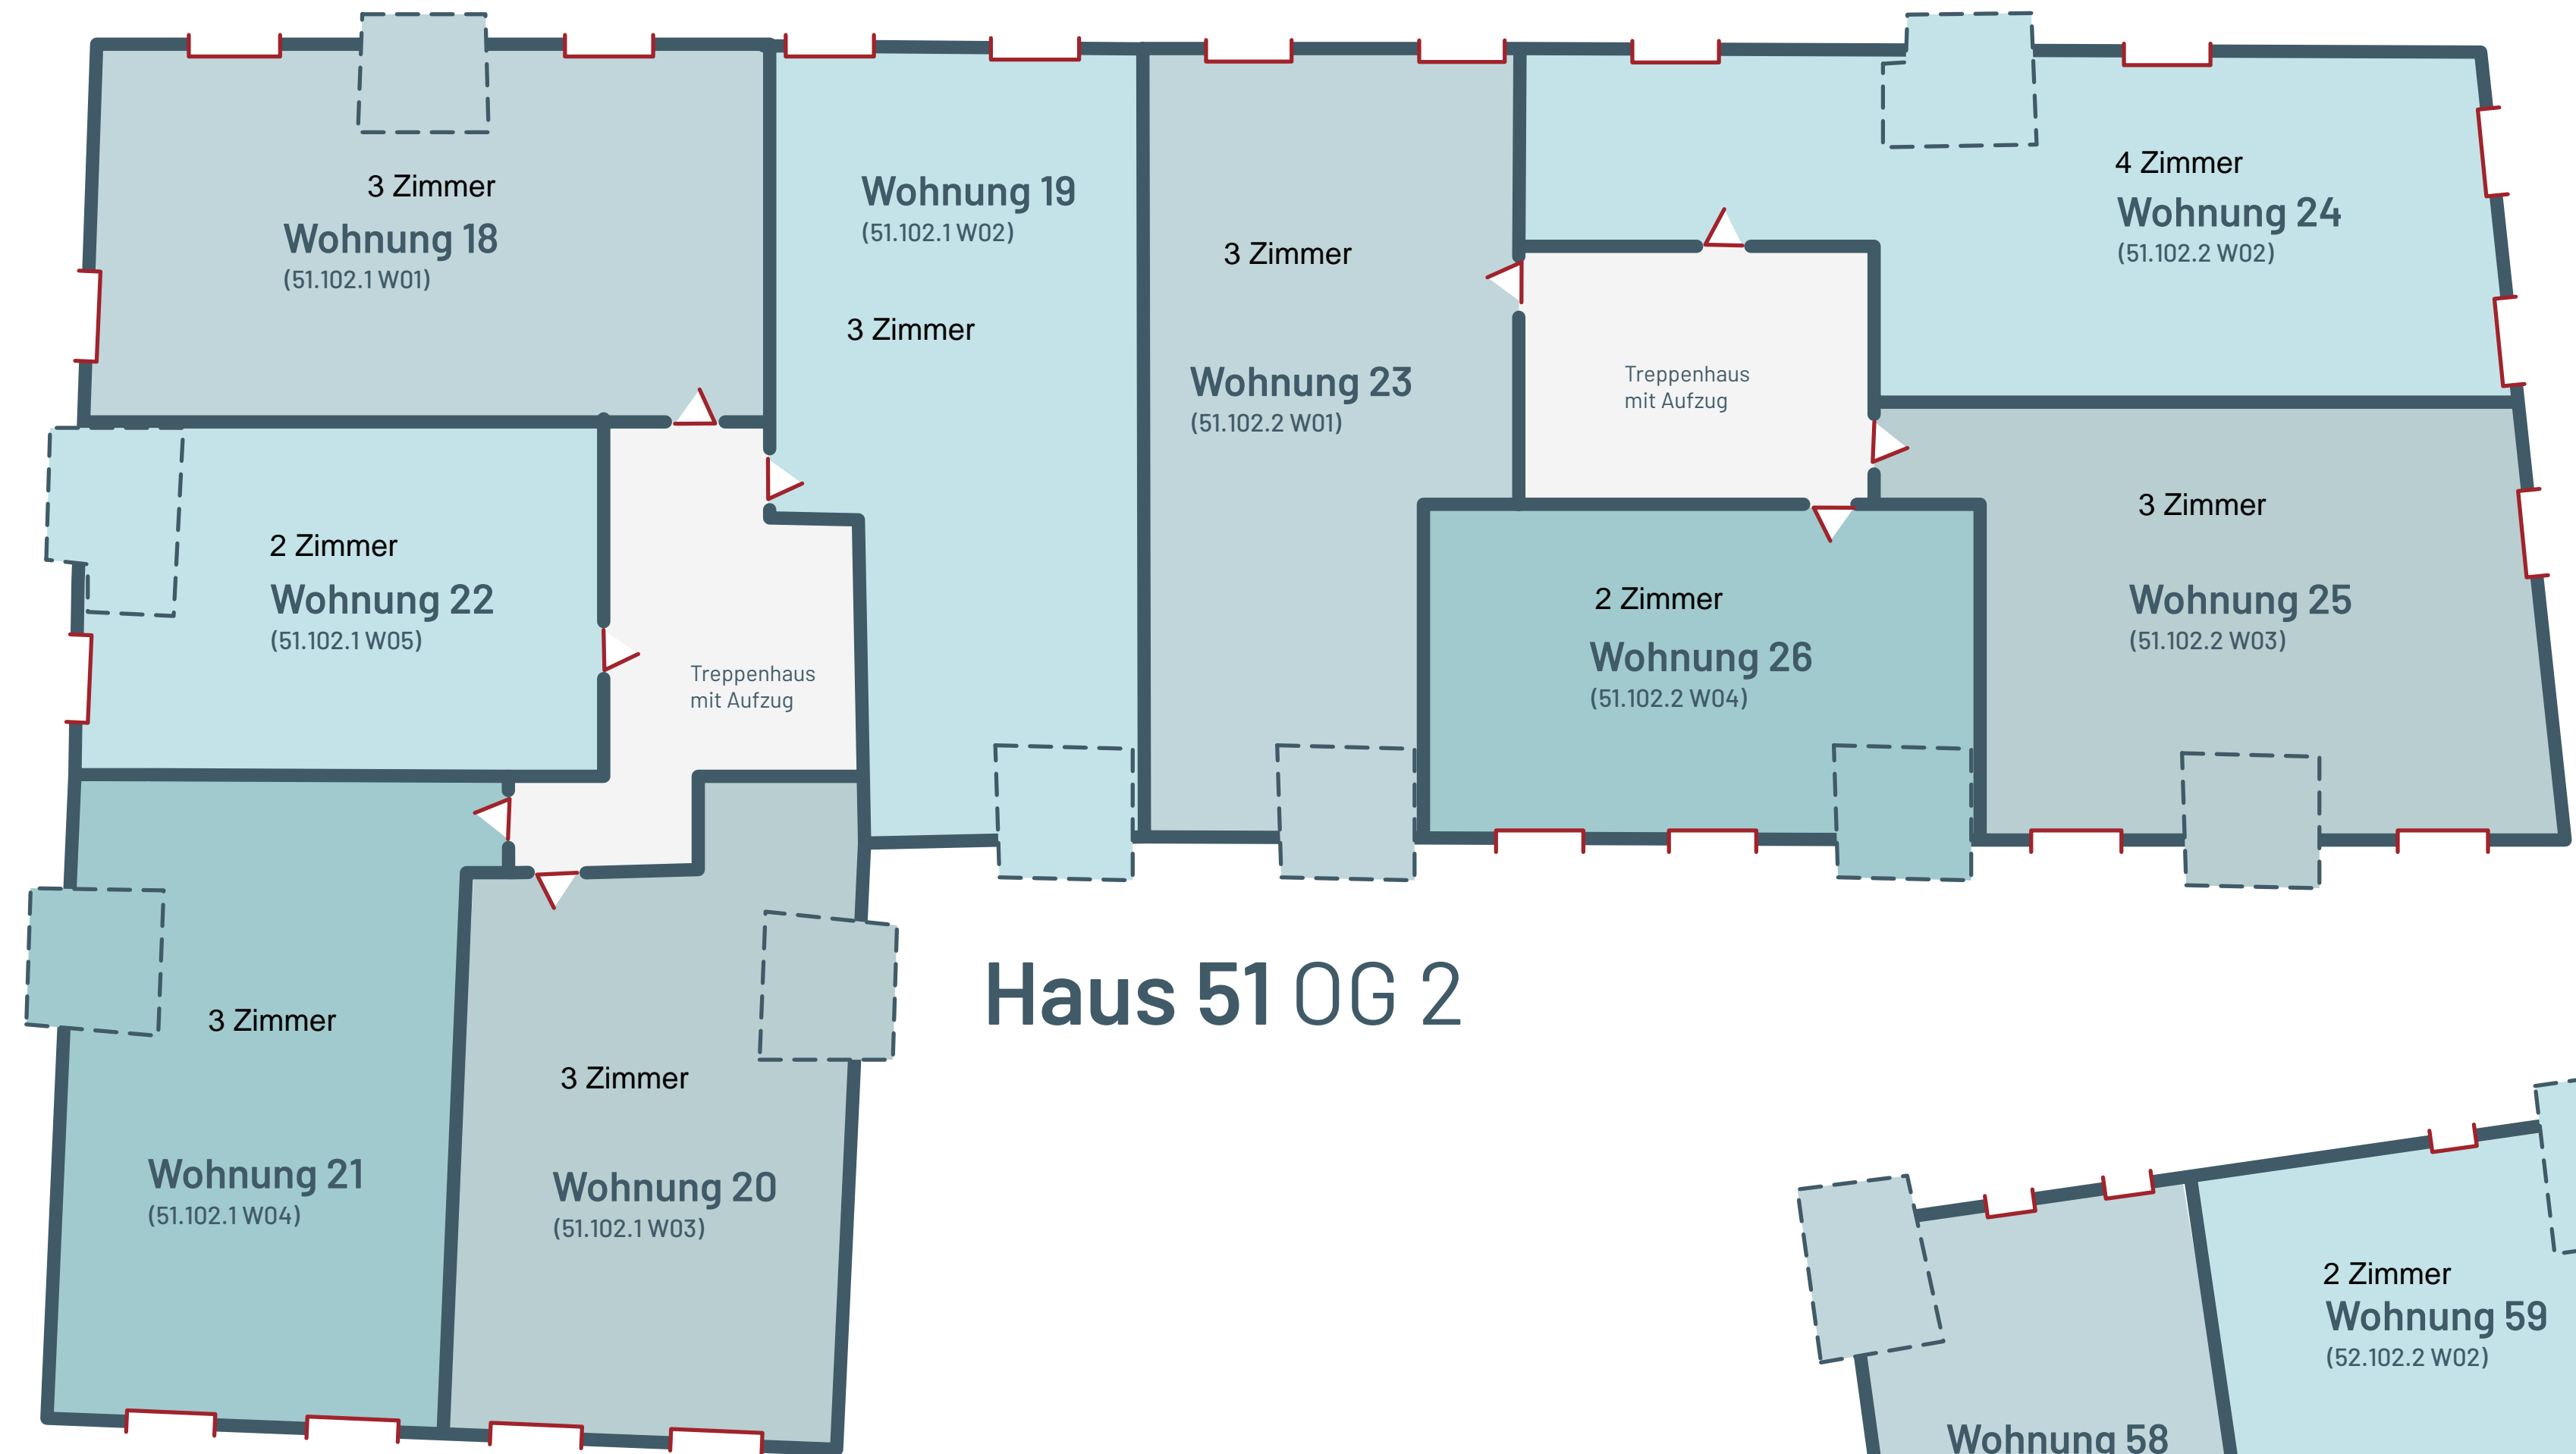 3 Zimmer
Wohnung 18
(51.102.1 W01)
Wohnung 19
(51.102.1 W02)
3 Zimmer
3 Zimmer
Wohnung 23
(51.102.2 W01)
4 Zimmer
Wohnung 24
(51.102.2 W02)
Treppenhaus
mit Aufzug
2 Zimmer
Wohnung 22
(51.102.1 W05)
Treppenhaus
mit Aufzug
2 Zimmer
Wohnung 26
(51.102.2 W04)
3 Zimmer
Wohnung 25
(51.102.2 W03)
3 Zimmer
Wohnung 21
(51.102.1 W04)
3 Zimmer
Wohnung 20
(51.102.1 W03)
Haus 51 OG 2
2 Zimmer
Wohnung 59
(52.102.2 W02)
Wohnung 58